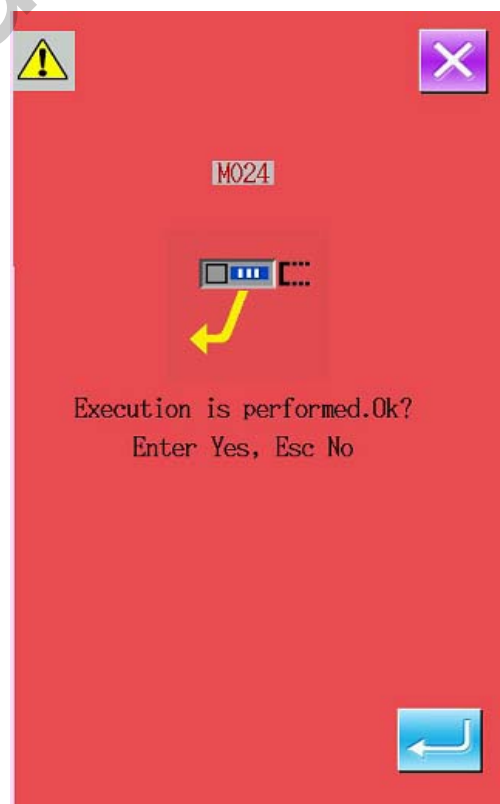 M024
Execution is performed.Ok?
Enter Yes, Esc No